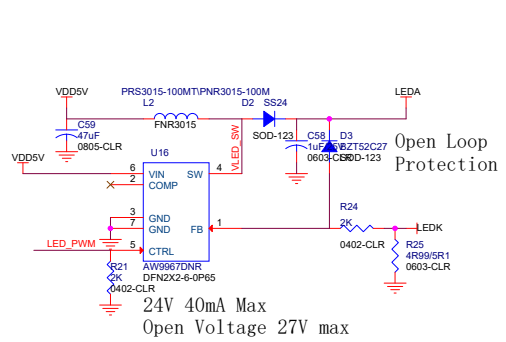 VDD5V
PRS3015-100MT\PNR3015-100M
L2
D2 SS24
LEDA
C59
47uF
0805-CLR
FNR3015
VLED_SW
SOD-123
C58
1uF
0603-CLR
D3
BZT52C27
SOD-123
Open Loop
Protection
VDD5V
U16
6 VIN
SW 4
2 COMP
3 GND
7 GND
FB 1
LED_PWM
5 CTRL
R24
2K
0402-CLR
LEDK
R25
4R99/5R1
0603-CLR
R21
2K
0402-CLR
AW9967DNR
DFN2X2-6-0P65
24V 40mA Max
Open Voltage 27V max